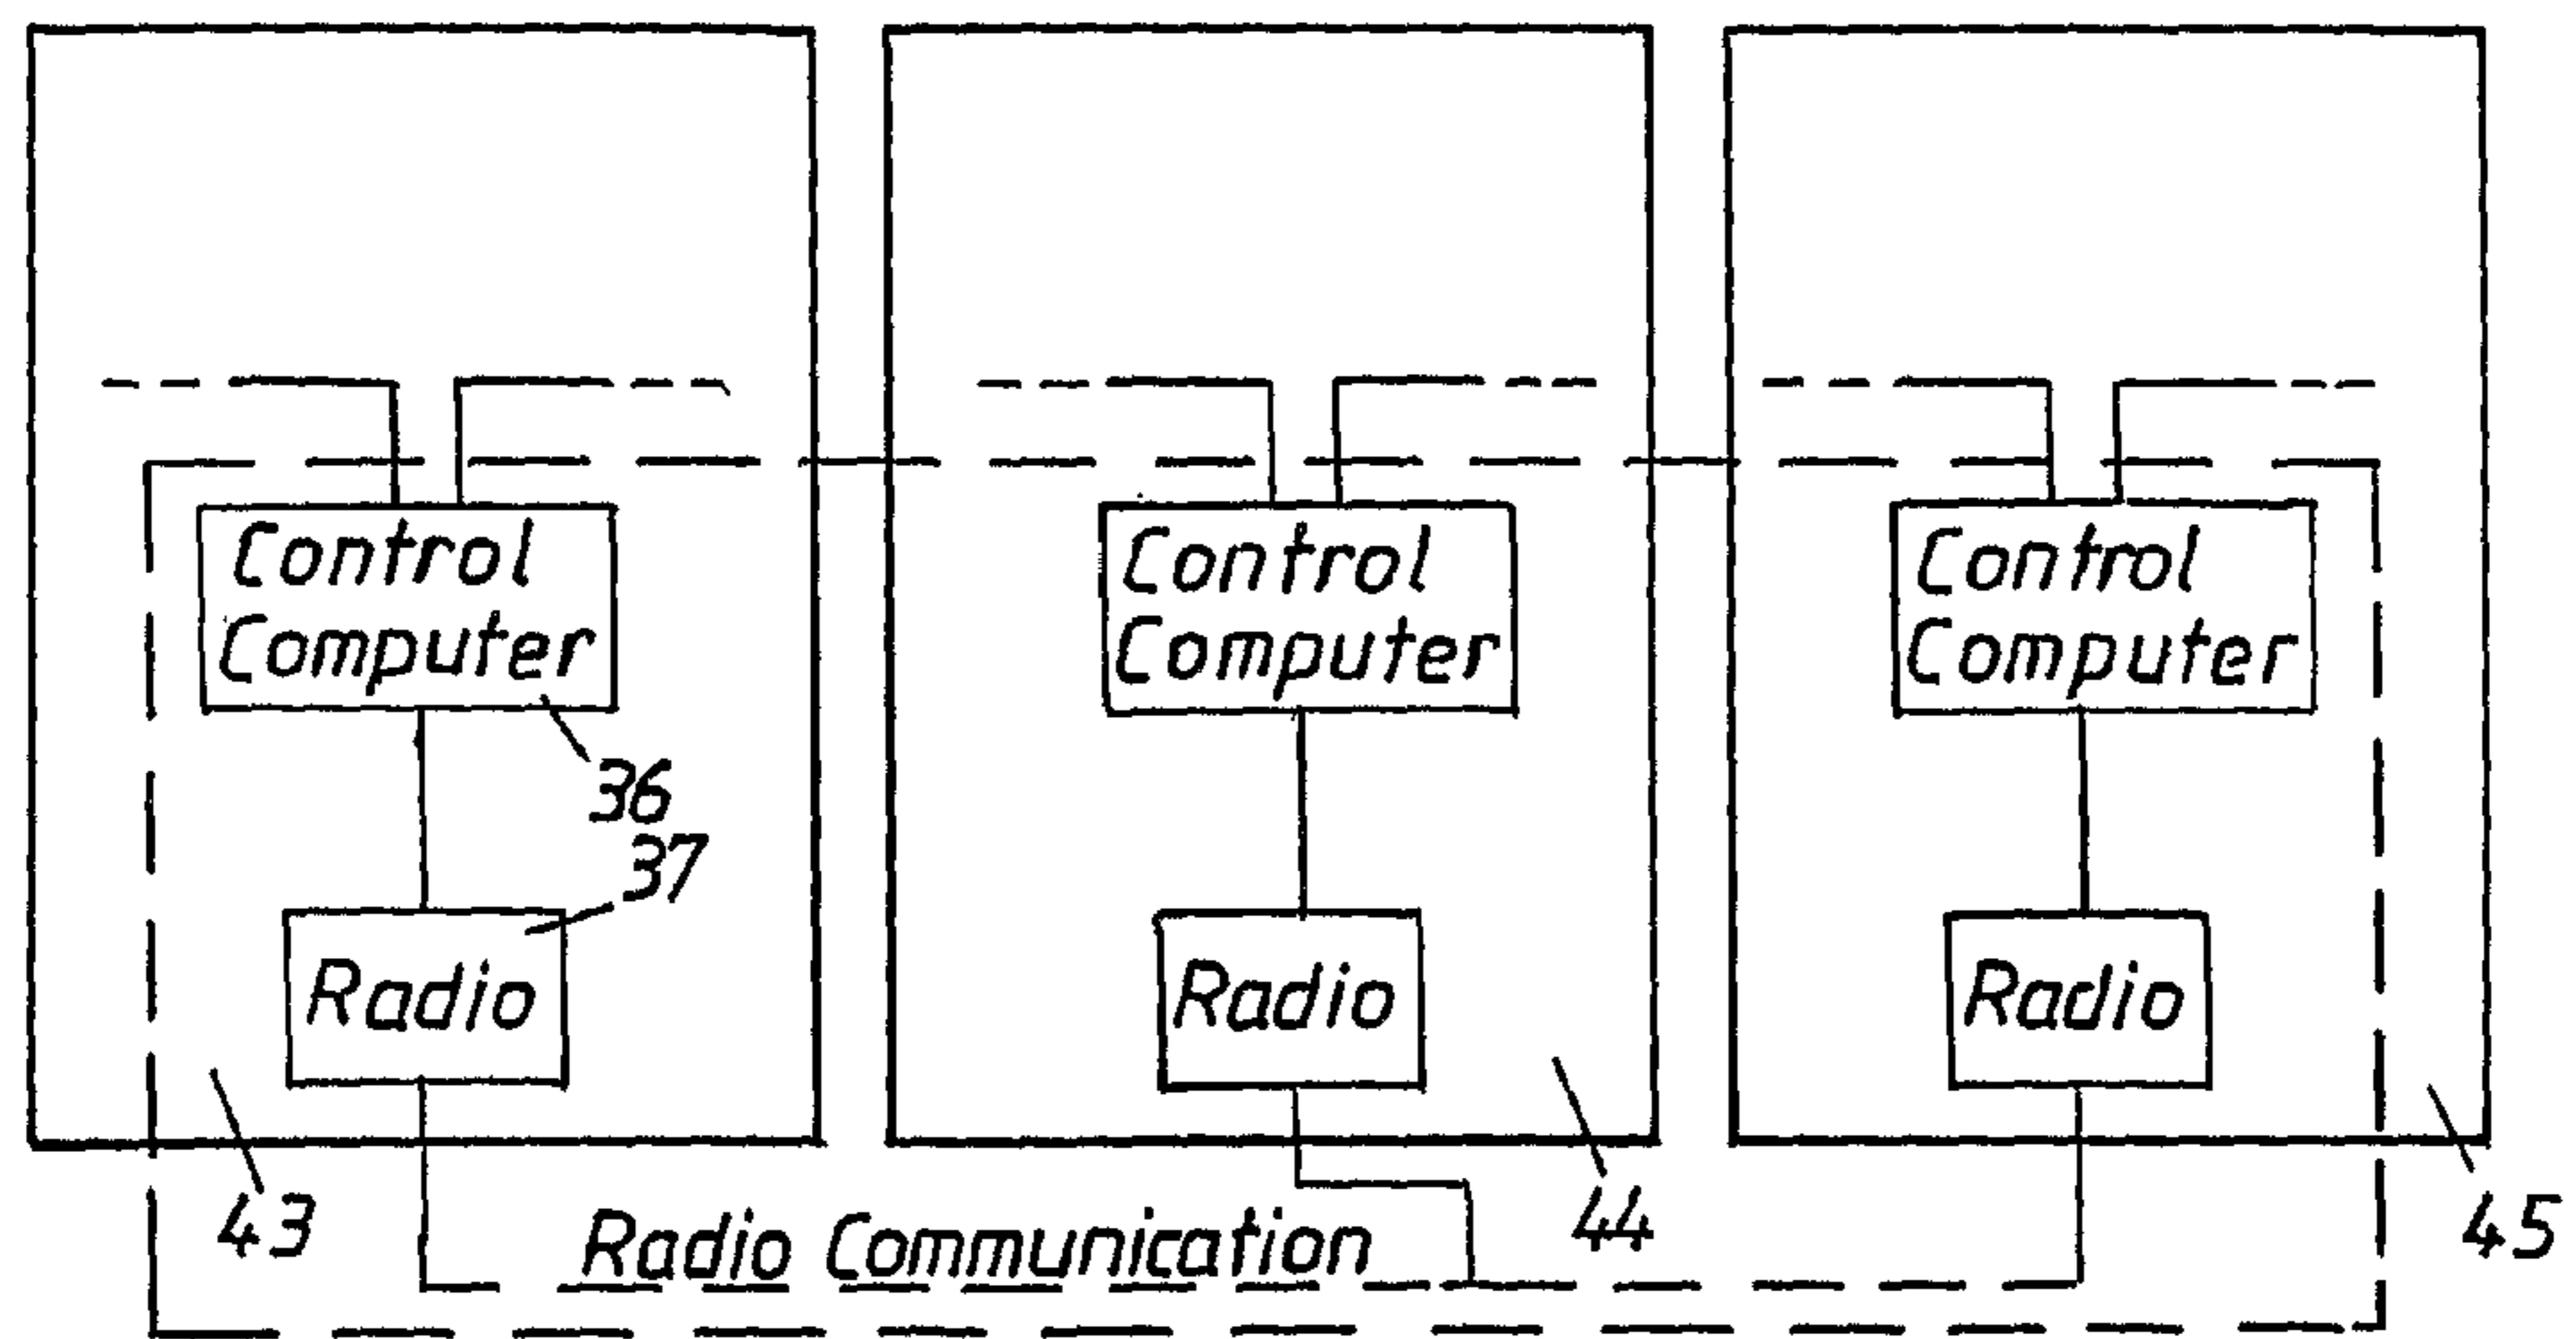 Control
Computer
36
37
Radio
43
Control
Computer
Radio
44
Control
Computer
Radio
45
Radio Communication